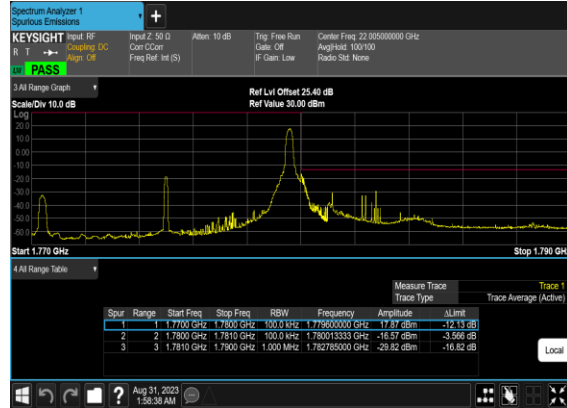 Spectrum Analyzer 1
Spurious Emissions
+
KEYSIGHT Input: RF Input Z: 50 Ω Atten: 10 dB Trig: Free Run Center Freq: 22.005000000 GHz
R T Coupling: DC Corr CCorr Gate: Off Avg|Hold: 100/100
Align: Off Freq Ref: Int (S) IF Gain: Low Radio Std: None
PASS
3 All Range Graph Ref Lvl Offset 25.40 dB
Scale/Div 10.0 dB Ref Value 30.00 dBm
Log
20.0
10.0
0.00
-10.0
-20.0
-30.0
-40.0
-50.0
-60.0
Start 1.770 GHz Stop 1.790 GH
4 All Range Table
Measure Trace Trace 1
Trace Type Trace Average (Active)
Spur Range Start Freq Stop Freq RBW Frequency Amplitude ΔLimit
1 1 1.7700 GHz 1.7800 GHz 100.0 kHz 1.779600000 GHz 17.87 dBm -12.13 dB
2 2 1.7800 GHz 1.7810 GHz 100.0 kHz 1.780013333 GHz -16.57 dBm -3.566 dB
3 3 1.7810 GHz 1.7900 GHz 1.000 MHz 1.782785000 GHz -29.82 dBm -16.82 dB
Local
? Aug 31, 2023
1:58:38 AM